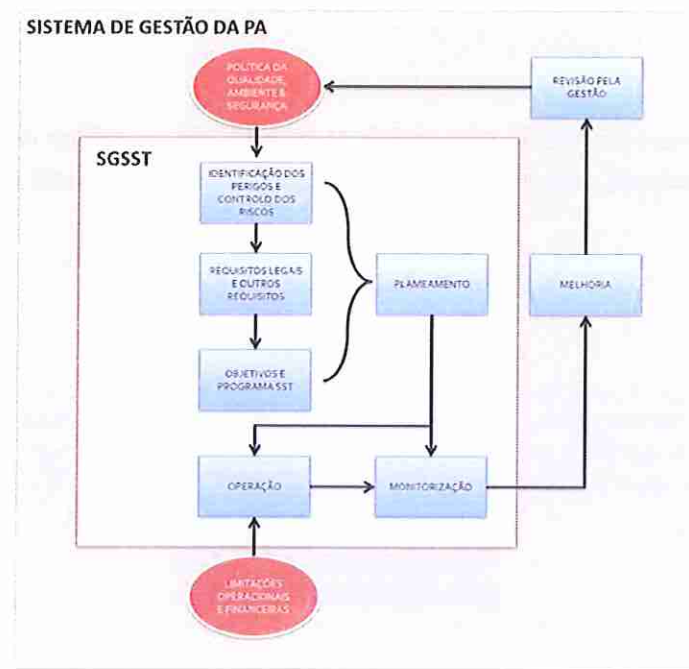 SISTEMA DE GESTÃO DA PA
POLÍTICA DA
QUALIDADE,
AMBIENTE E
SEGURANÇA
REVISÃO PELA
GESTÃO
SGSST
IDENTIFICAÇÃO DOS
PERIGOS E
CONTROLO DOS
RISCOS
REQUISITOS LEGAIS
E OUTROS
REQUISITOS
PLANEAMENTO
MELHORIA
OBJETIVOS E
PROGRAMA SST
OPERAÇÃO
MONITORIZAÇÃO
LIMITAÇÕES
OPERACIONAIS
E FINANCEIRAS